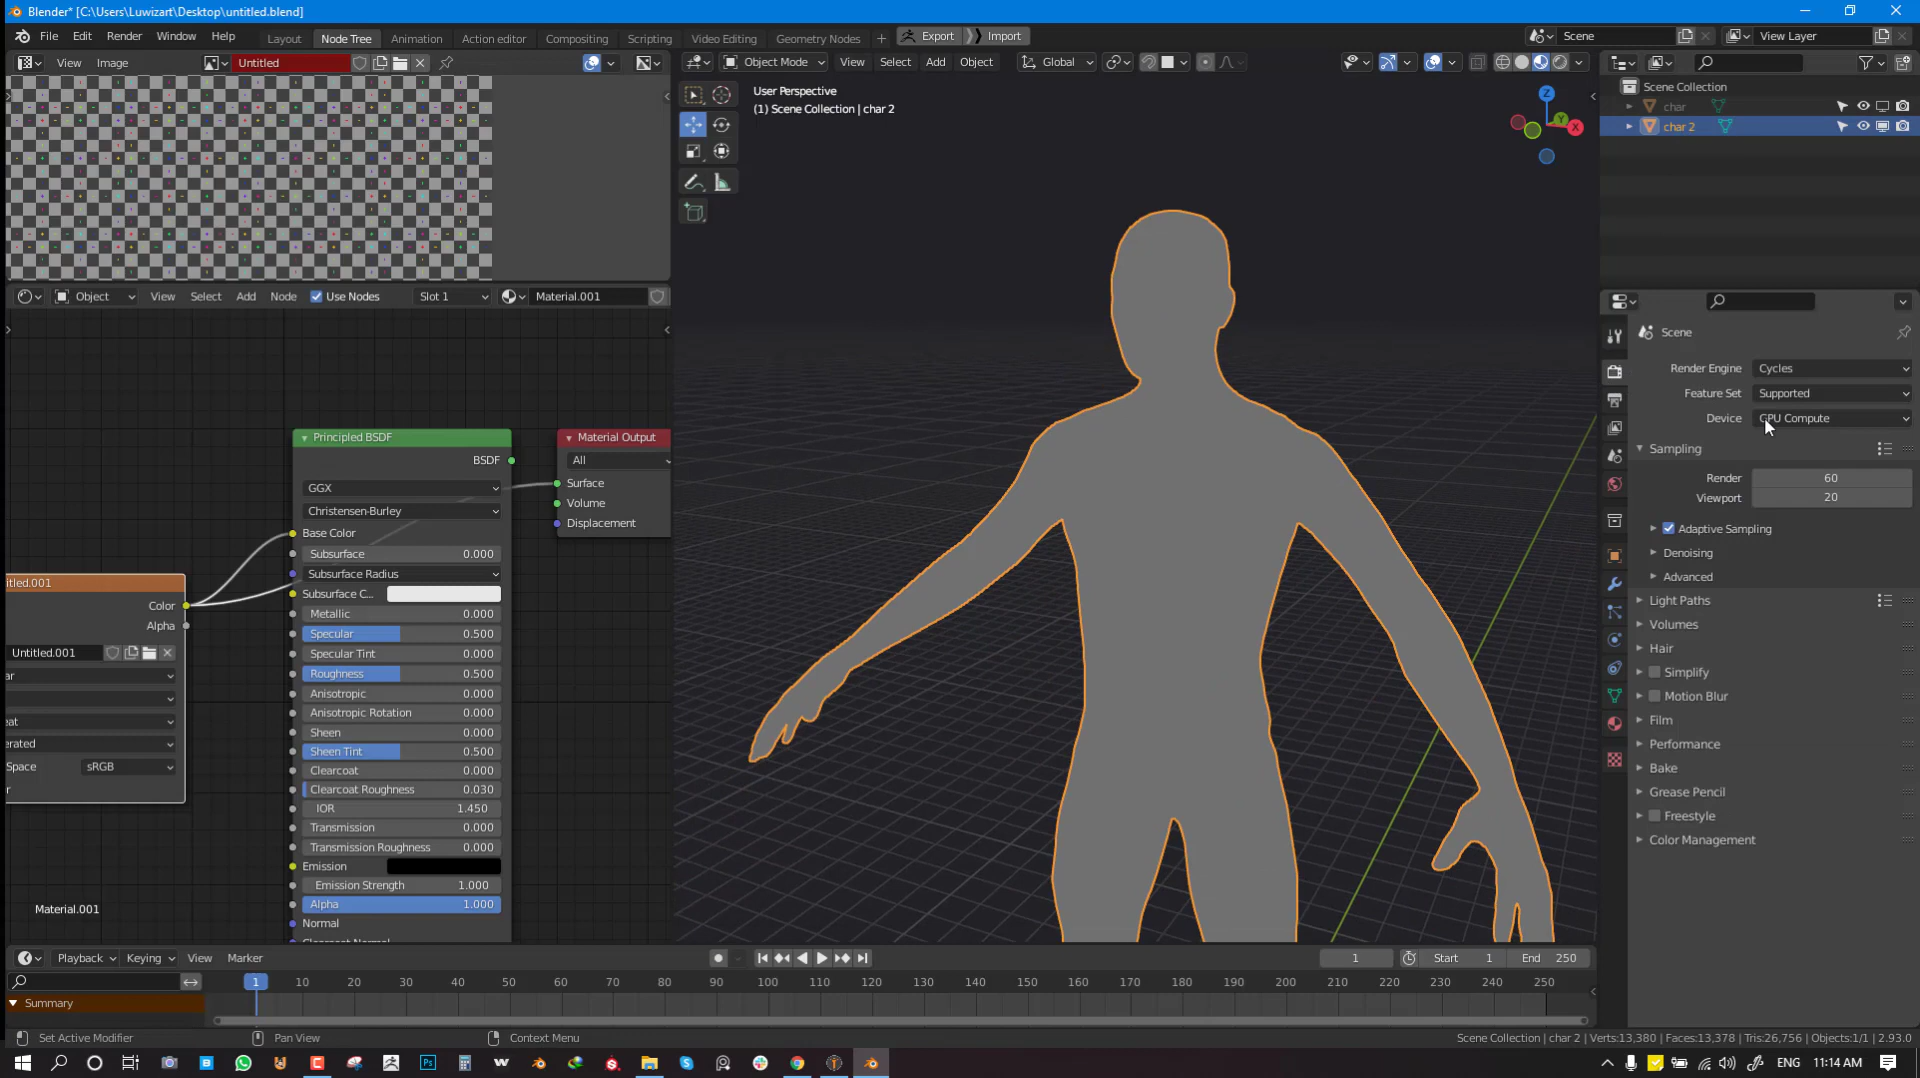 Blender* [C:\Users\Luwizart\Desktop\untitled.blend]
File Edit Render Window Help
Layout Node Tree Animation Action editor Compositing Scripting Video Editing Geometry Nodes + Export Import
Scene
View Layer
View Image Untitled
Object Mode View Select Add Object Global
User Perspective
(1) Scene Collection | char 2
Z
Y
X
Scene Collection
char
char 2
Object View Select Add Node Use Nodes Slot 1 Material.001
Principled BSDF
BSDF
GGX
Christensen-Burley
Base Color
Subsurface 0.000
Subsurface Radius
Subsurface C...
Metallic 0.000
Specular 0.500
Specular Tint 0.000
Roughness 0.500
Anisotropic 0.000
Anisotropic Rotation 0.000
Sheen 0.000
Sheen Tint 0.500
Clearcoat 0.000
Clearcoat Roughness 0.030
IOR 1.450
Transmission 0.000
Transmission Roughness 0.000
Emission
Emission Strength 1.000
Alpha 1.000
Normal
Material Output
All
Surface
Volume
Displacement
itled.001
Color
Alpha
Untitled.001
ar
eat
erated
Space sRGB
r
Material.001
Scene
Render Engine Cycles
Feature Set Supported
Device GPU Compute
Sampling
Render 60
Viewport 20
Adaptive Sampling
Denoising
Advanced
Light Paths
Volumes
Hair
Simplify
Motion Blur
Film
Performance
Bake
Grease Pencil
Freestyle
Color Management
Playback Keying View Marker
1 Start 1 End 250
1 10 20 30 40 50 60 70 80 90 100 110 120 130 140 150 160 170 180 190 200 210 220 230 240 250
Summary
Set Active Modifier Pan View Context Menu
Scene Collection | char 2 | Verts:13,380 | Faces:13,378 | Tris:26,756 | Objects:1/1 | 2.93.0
ENG 11:14 AM